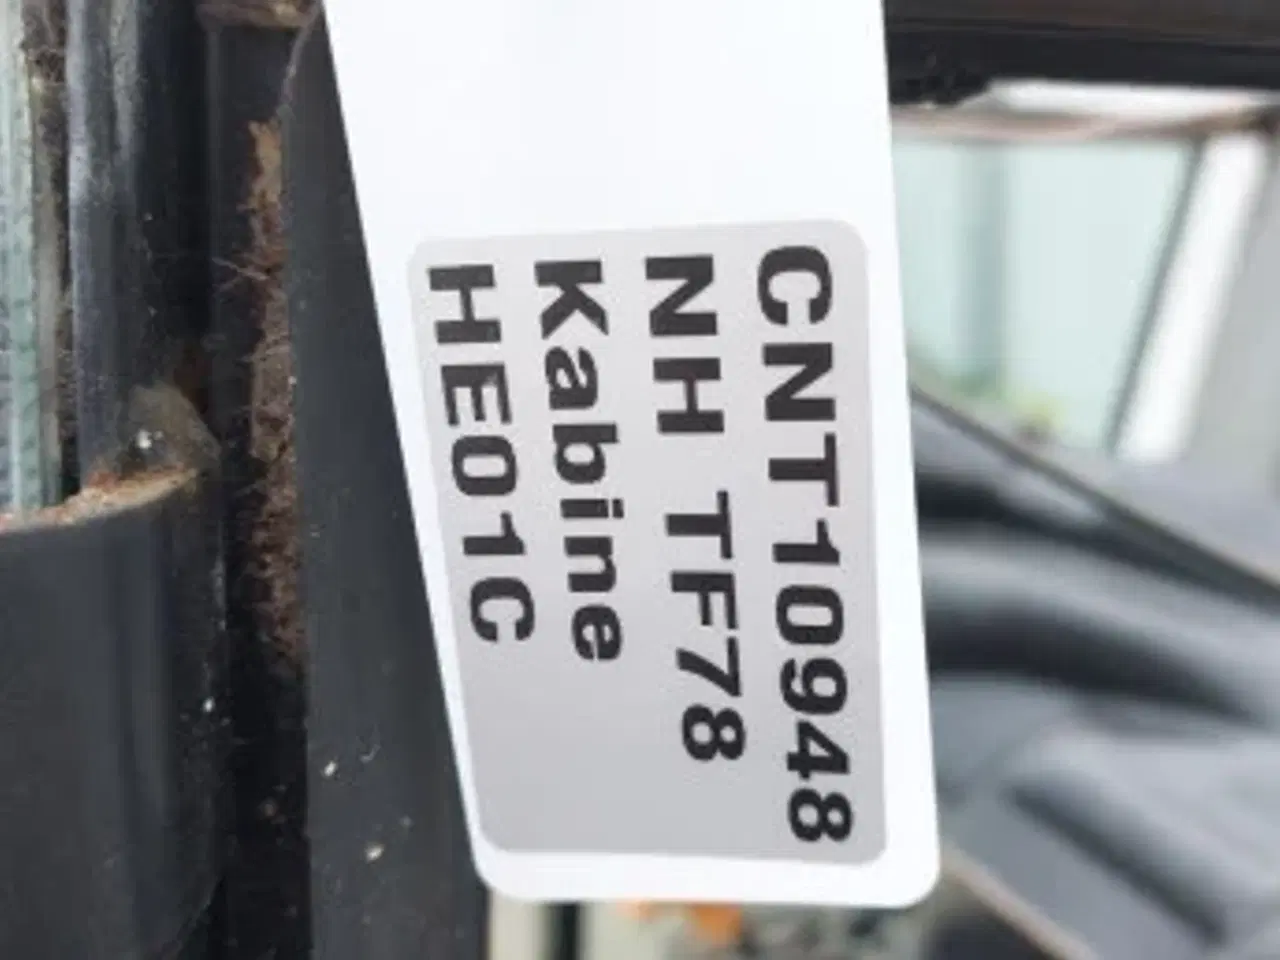 CNT10948
NH TF78
Kabine
HE01C